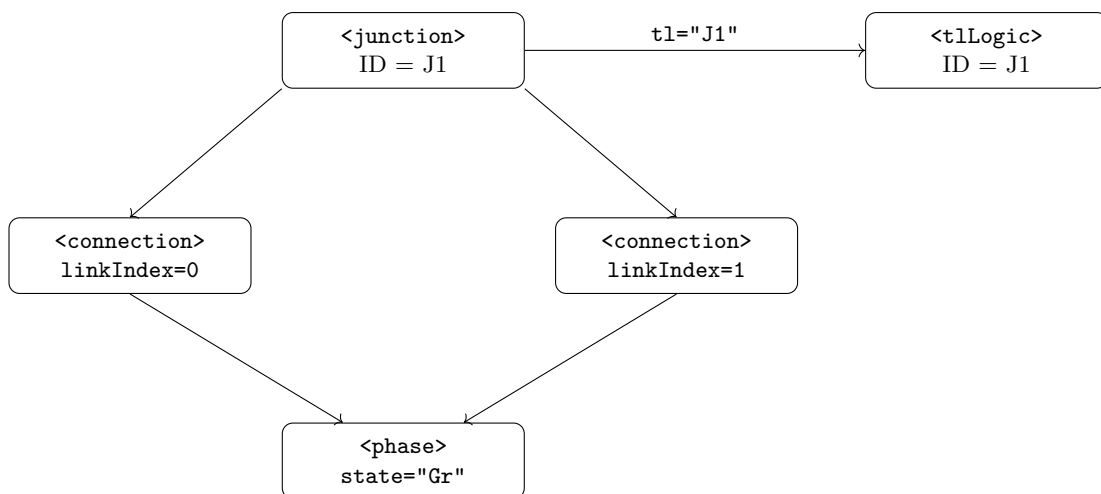 <junction>
ID = J1
tl="J1"
<tlLogic>
ID = J1
<connection>
linkIndex=0
<connection>
linkIndex=1
<phase>
state="Gr"